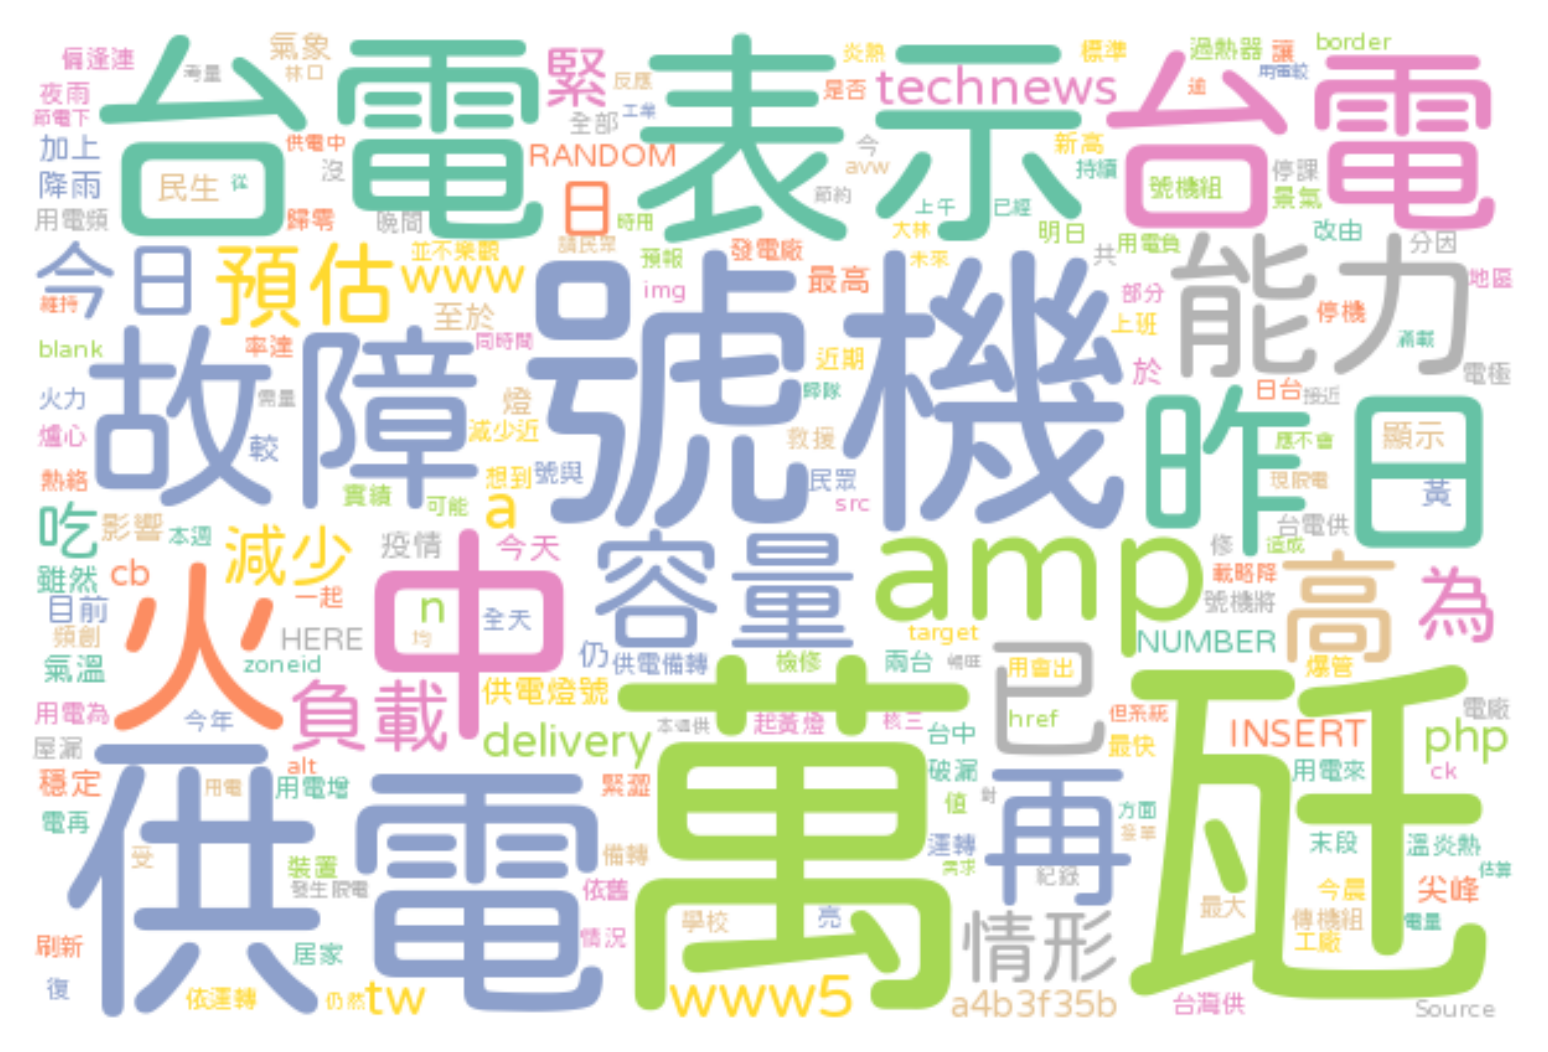 偏逢連
氣象
林口
考量
緊
反應
炎熱
標準
過熱器
讓
border
用電較
夜雨
節電下
台電
表示
technews
台電
是否
逾
工業
全部
加上
供電中
RANDOM
今
新高
avw
持續
停課
號機組
降雨
民生
從
沒
日
節約
景氣
用電頻
歸零
晚間
時用
上午
已經
大林
明日
用電負
改由
分因
今日
預估
並不樂觀
請民眾
預報
發電廠
未來
共
能力
地區
www
img
最高
部分
停機
維持
至於
號機
上班
滿載
blank
率達
同時間
近期
於
電極
故障
火力
需量
燈
歸隊
日台
接近
昨日
爐心
較
減少近
救援
應不會
顯示
熱絡
想到
號與
民眾
現限電
黃
實績
可能
a
src
台電供
吃
影響
本週
減少
疫情
今天
容量
amp
修
造成
雖然
cb
載略降
高
為
目前
一起
中
n
全天
號機將
頻創
火
HERE
均
仍
target
NUMBER
氣溫
zoneid
供電備轉
檢修
兩台
已
用會出
爆管
負載
供電燈號
萬瓩
用電為
今年
起黃燈
核三
href
但系統
INSERT
電廠
屋漏
delivery
台中
最快
php
供電
alt
穩定
用電
用電增
緊澀
破漏
用電來
ck
電再
值
對
再
方面
裝置
備轉
運轉
末段
溫炎熱
發生限電
依舊
需求
紀錄
估算
學校
亮
情形
最大
今晨
尖峰
傳機組
電量
刷新
居家
情況
工廠
復
依運轉
仍然
tw
www5
a4b3f35b
台灣供
Source